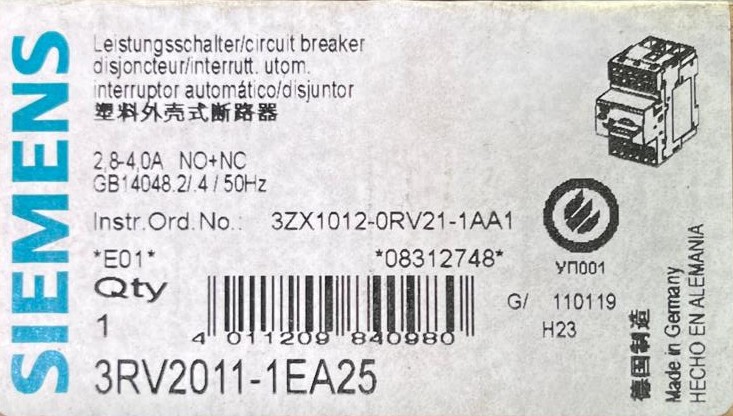 SIEMENS
Leistungsschalter/circuit breaker
disjoncteur/interrutt. utom.
interruptor automático/disjuntor
塑料外壳式断路器
2,8-4,0A NO+NC
GB14048.2/.4 / 50Hz
Instr.Ord.No.: 3ZX1012-0RV21-1AA1
*E01* *08312748*
Qty
1
4 011209 840980
3RV2011-1EA25
УП001
G/ 110119
H23
德国制造
Made in Germany
HECHO EN ALEMANIA